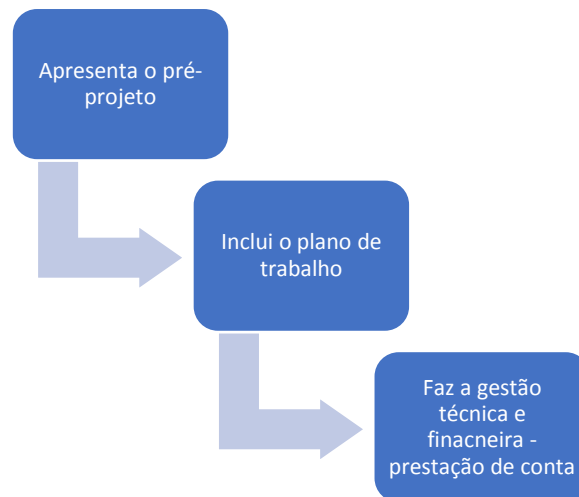 Apresenta o pré-
projeto
Inclui o plano de
trabalho
Faz a gestão
técnica e
finacneira -
prestação de conta